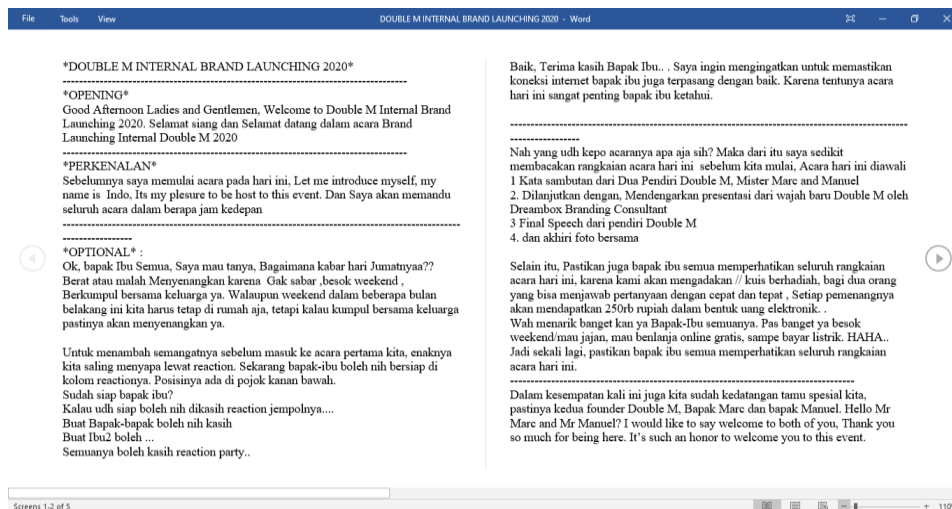 File Tools View
DOUBLE M INTERNAL BRAND LAUNCHING 2020 - Word
*DOUBLE M INTERNAL BRAND LAUNCHING 2020*
------------------------------------------------------------------------------------
*OPENING*
Good Afternoon Ladies and Gentlemen, Welcome to Double M Internal Brand
Launching 2020. Selamat siang dan Selamat datang dalam acara Brand
Launching Internal Double M 2020
------------------------------------------------------------------------------------
*PERKENALAN*
Sebelumnya saya memulai acara pada hari ini, Let me introduce myself, my
name is Indo, Its my plesure to be host to this event. Dan Saya akan memandu
seluruh acara dalam berapa jam kedepan
------------------------------------------------------------------------------------------------
-----------------
*OPTIONAL* :
Ok, bapak Ibu Semua, Saya mau tanya, Bagaimana kabar hari Jumatnyaa??
Berat atau malah Menyenangkan karena Gak sabar ,besok weekend ,
Berkumpul bersama keluarga ya. Walaupun weekend dalam beberapa bulan
belakang ini kita harus tetap di rumah aja, tetapi kalau kumpul bersama keluarga
pastinya akan menyenangkan ya.
Untuk menambah semangatnya sebelum masuk ke acara pertama kita, enaknya
kita saling menyapa lewat reaction. Sekarang bapak-ibu boleh nih bersiap di
kolom reactionya. Posisinya ada di pojok kanan bawah.
Sudah siap bapak ibu?
Kalau udh siap boleh nih dikasih reaction jempolnya....
Buat Bapak-bapak boleh nih kasih
Buat Ibu2 boleh ...
Semuanya boleh kasih reaction party..
Baik, Terima kasih Bapak Ibu.. . Saya ingin mengingatkan untuk memastikan
koneksi internet bapak ibu juga terpasang dengan baik. Karena tentunya acara
hari ini sangat penting bapak ibu ketahui.
------------------------------------------------------------------------------------------------
-----------------
Nah yang udh kepo acaranya apa aja sih? Maka dari itu saya sedikit
membacakan rangkaian acara hari ini sebelum kita mulai, Acara hari ini diawali
1 Kata sambutan dari Dua Pendiri Double M, Mister Marc and Manuel
2. Dilanjutkan dengan, Mendengarkan presentasi dari wajah baru Double M oleh
Dreambox Branding Consultant
3 Final Speech dari pendiri Double M
4. dan akhiri foto bersama
Selain itu, Pastikan juga bapak ibu semua memperhatikan seluruh rangkaian
acara hari ini, karena kami akan mengadakan // kuis berhadiah, bagi dua orang
yang bisa menjawab pertanyaan dengan cepat dan tepat , Setiap pemenangnya
akan mendapatkan 250rb rupiah dalam bentuk uang elektronik. .
Wah menarik banget kan ya Bapak-Ibu semuanya. Pas banget ya besok
weekend/mau jajan, mau benlanja online gratis, sampe bayar listrik. HAHA..
Jadi sekali lagi, pastikan bapak ibu semua memperhatikan seluruh rangkaian
acara hari ini.
------------------------------------------------------------------------------------
Dalam kesempatan kali ini juga kita sudah kedatangan tamu spesial kita,
pastinya kedua founder Double M, Bapak Marc dan bapak Manuel. Hello Mr
Marc and Mr Manuel? I would like to say welcome to both of you, Thank you
so much for being here. It's such an honor to welcome you to this event.
Screens 1-2 of 5